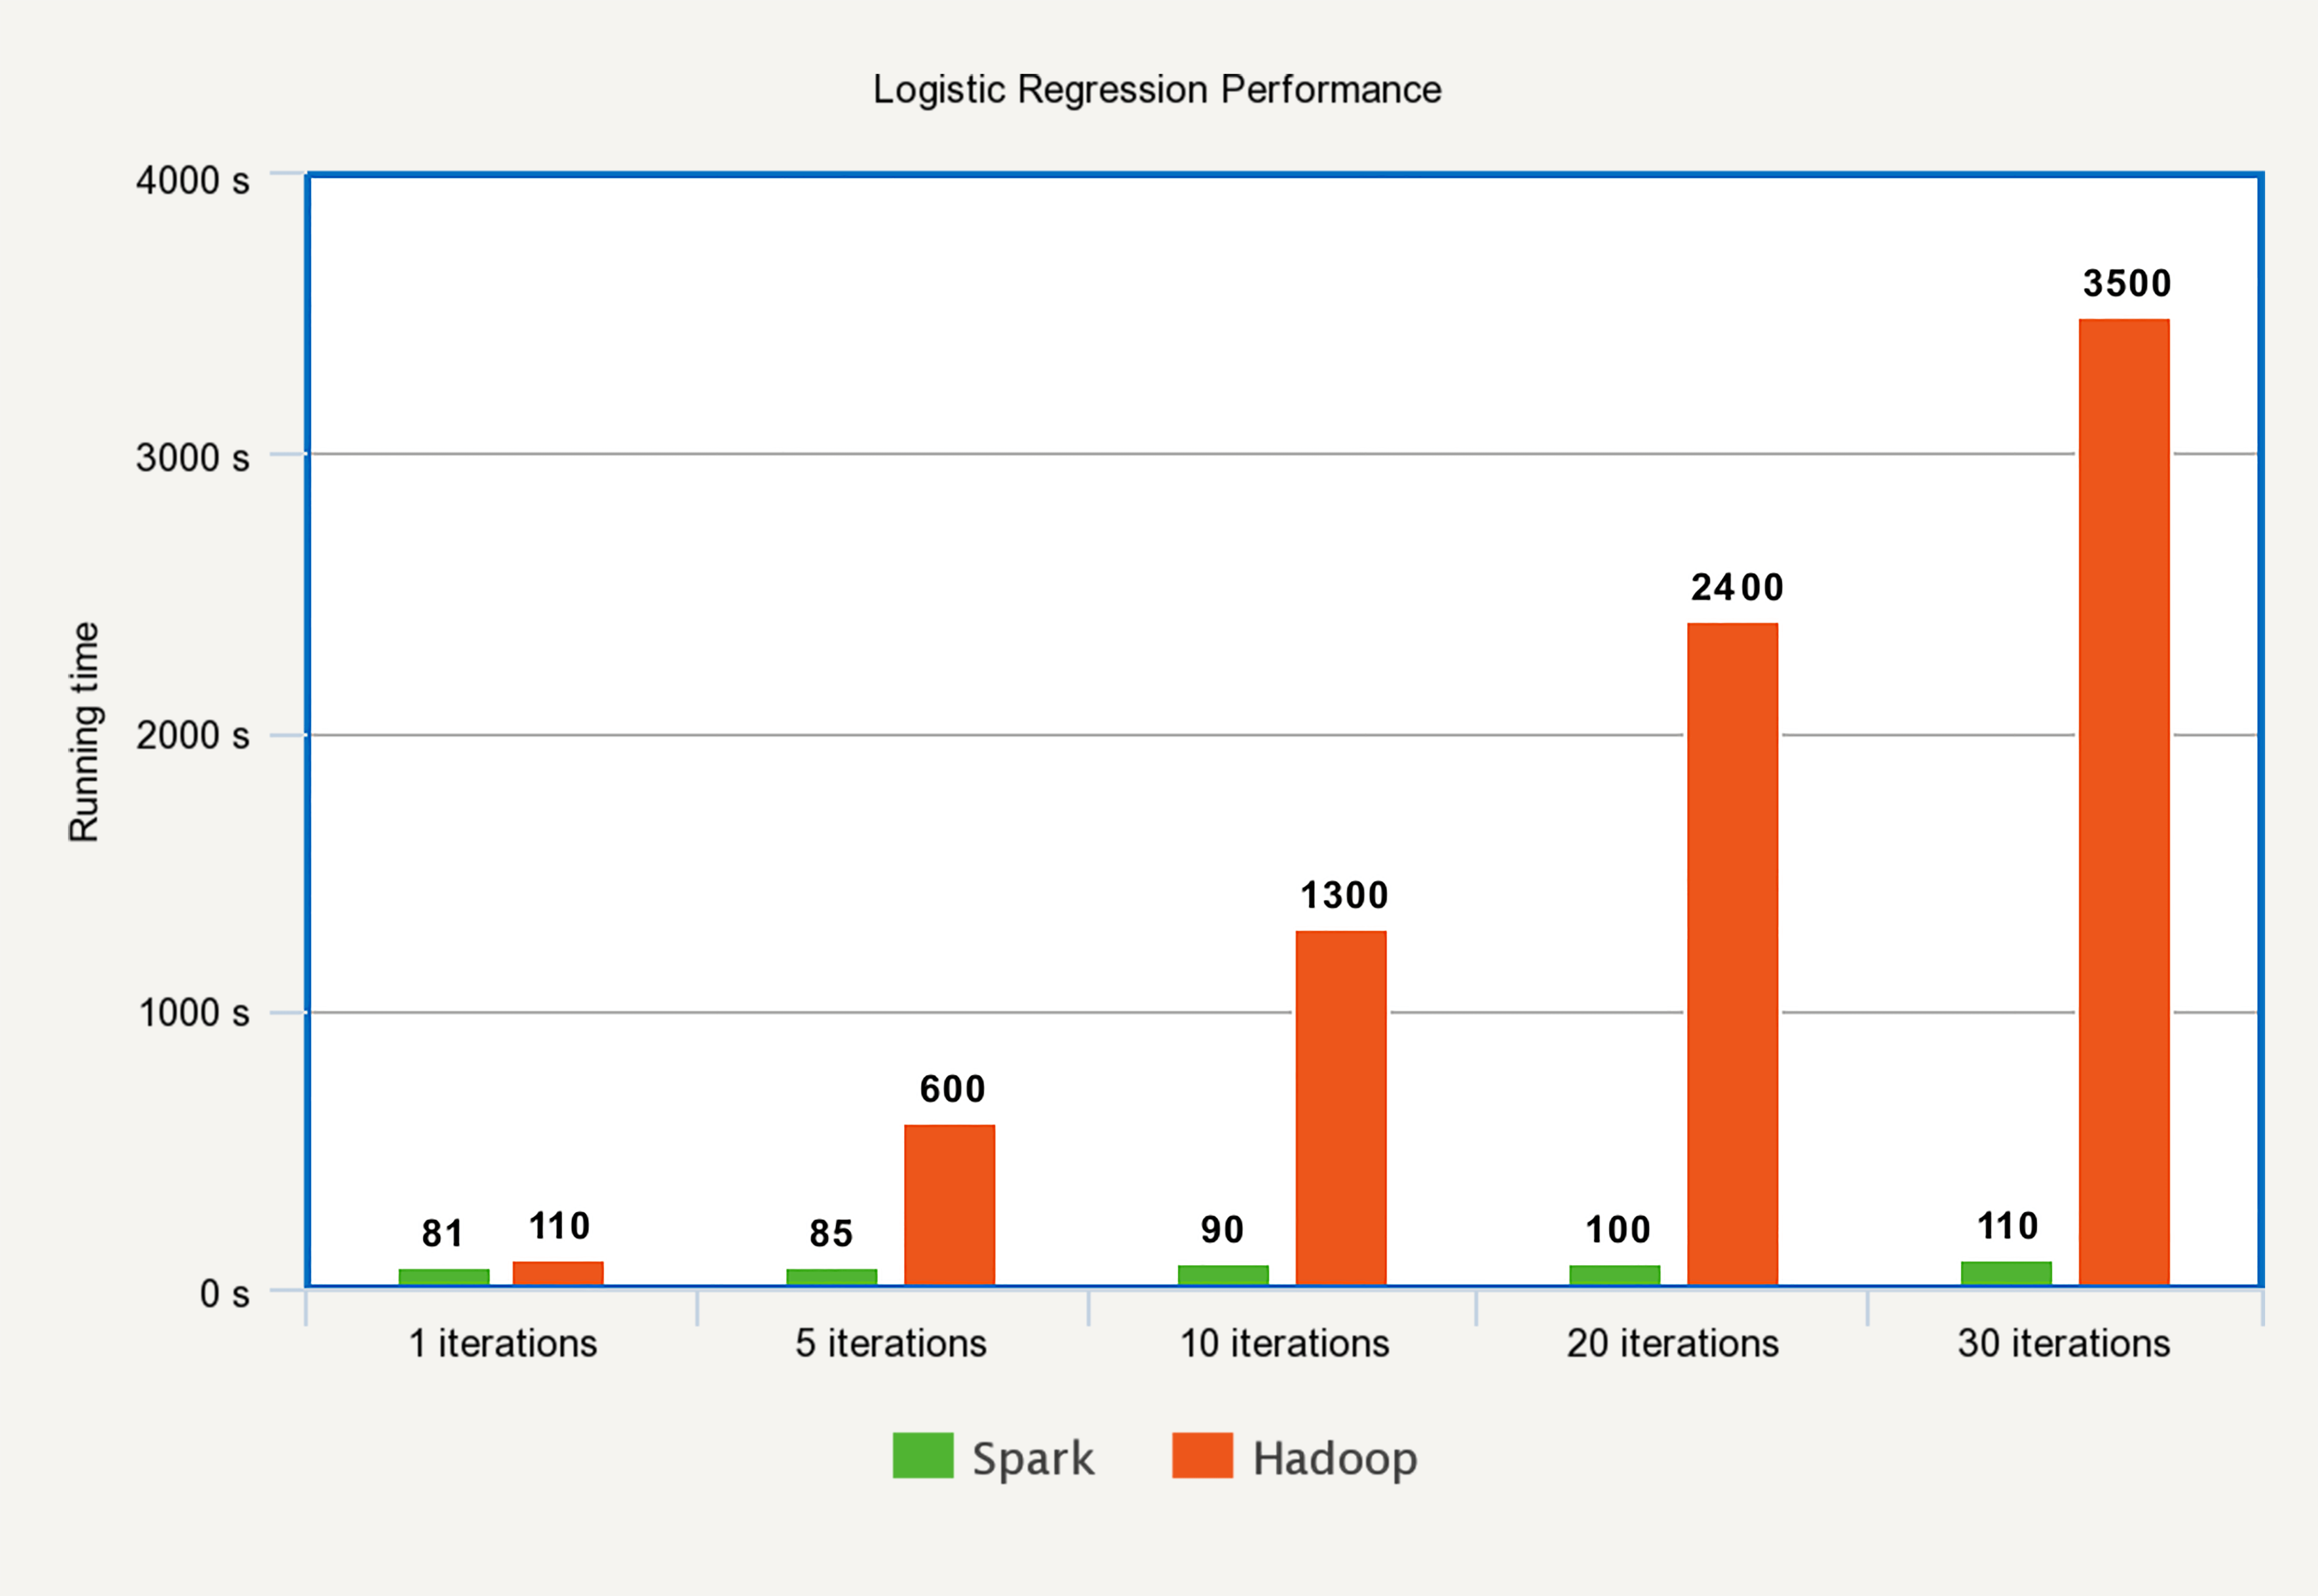 Logistic Regression Performance
Running time
4000 s
3000 s
2000 s
1000 s
0 s
81
110
85
600
90
1300
100
2400
110
3500
1 iterations
5 iterations
10 iterations
20 iterations
30 iterations
Spark
Hadoop